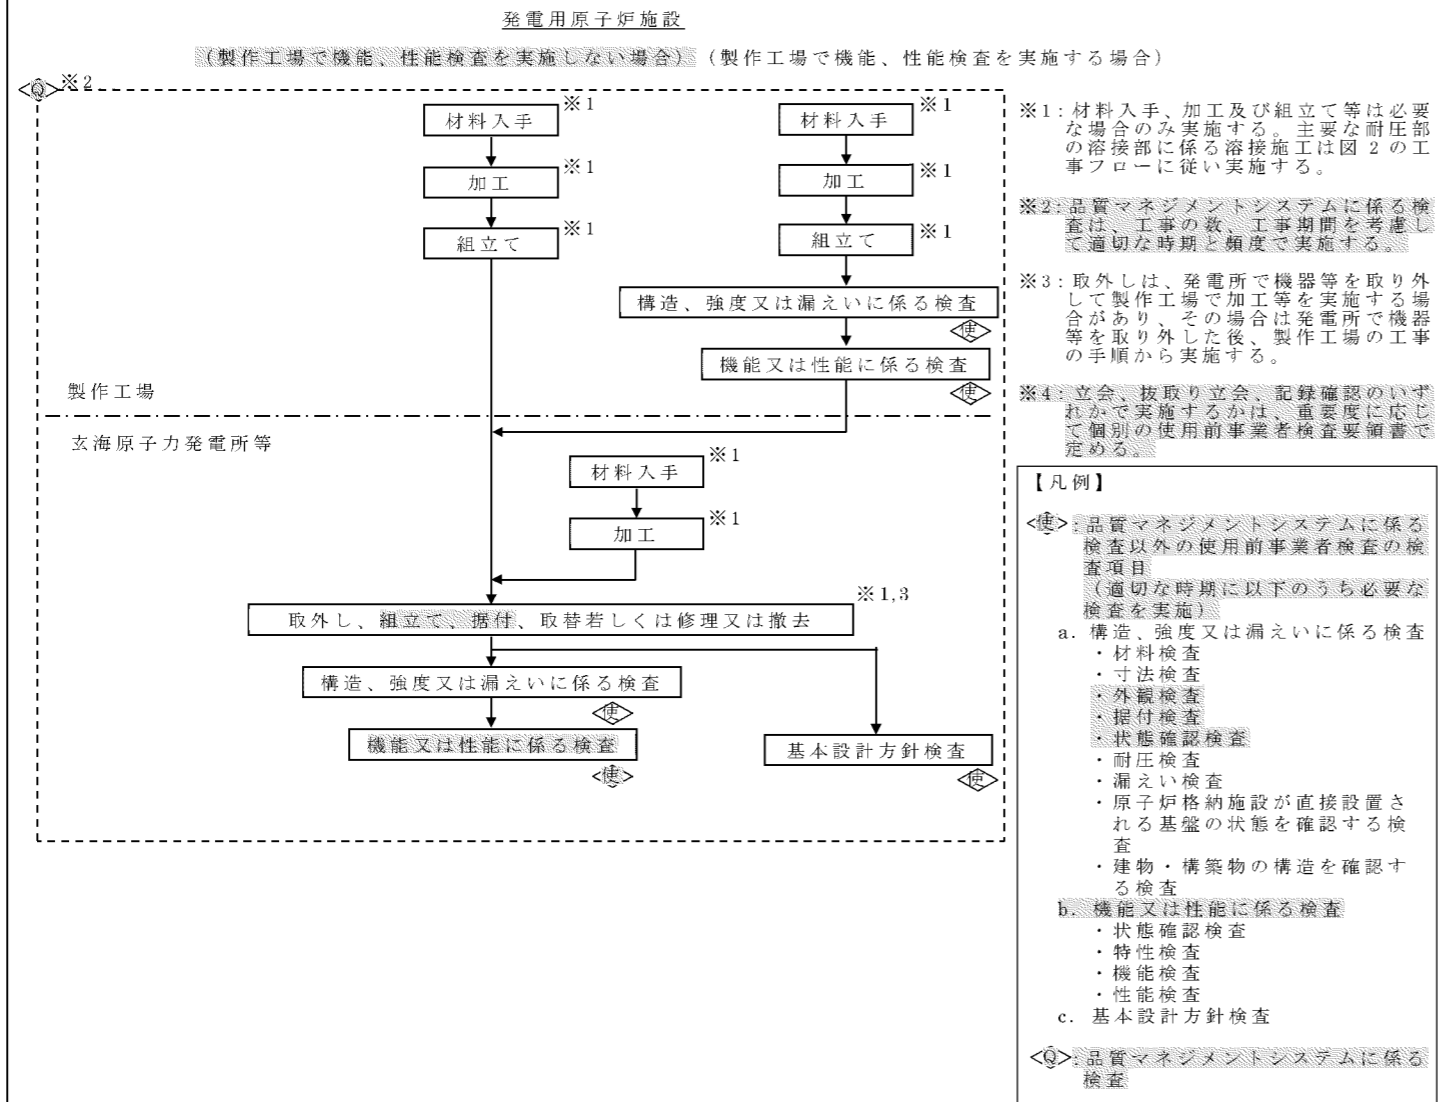 発電用原子炉施設
(製作工場で機能、性能検査を実施しない場合) (製作工場で機能、性能検査を実施する場合)
<Q>※2
材料入手 ※1
加工 ※1
組立て ※1
材料入手 ※1
加工 ※1
組立て ※1
構造、強度又は漏えいに係る検査
<使>
機能又は性能に係る検査
<使>
製作工場
玄海原子力発電所等
材料入手 ※1
加工 ※1
※1,3
取外し、組立て、据付、取替若しくは修理又は撤去
構造、強度又は漏えいに係る検査
<使>
機能又は性能に係る検査
<使>
基本設計方針検査
<使>
※1:材料入手、加工及び組立て等は必要
な場合のみ実施する。主要な耐圧部
の溶接部に係る溶接施工は図2の工
事フローに従い実施する。
※2:品質マネジメントシステムに係る検
査は、工事の数、工事期間を考慮し
て適切な時期と頻度で実施する。
※3:取外しは、発電所で機器等を取り外
して製作工場で加工等を実施する場
合があり、その場合は発電所で機器
等を取り外した後、製作工場の工事
の手順から実施する。
※4:立会、抜取り立会、記録確認のいず
れかで実施するかは、重要度に応じ
て個別の使用前事業者検査要領書で
定める。
【凡例】
<使>:品質マネジメントシステムに係る
検査以外の使用前事業者検査の検
査項目
(適切な時期に以下のうち必要な
検査を実施)
a. 構造、強度又は漏えいに係る検査
・材料検査
・寸法検査
・外観検査
・据付検査
・状態確認検査
・耐圧検査
・漏えい検査
・原子炉格納施設が直接設置さ
れる基盤の状態を確認する検
査
・建物・構築物の構造を確認す
る検査
b. 機能又は性能に係る検査
・状態確認検査
・特性検査
・機能検査
・性能検査
c. 基本設計方針検査
<Q>:品質マネジメントシステムに係る
検査